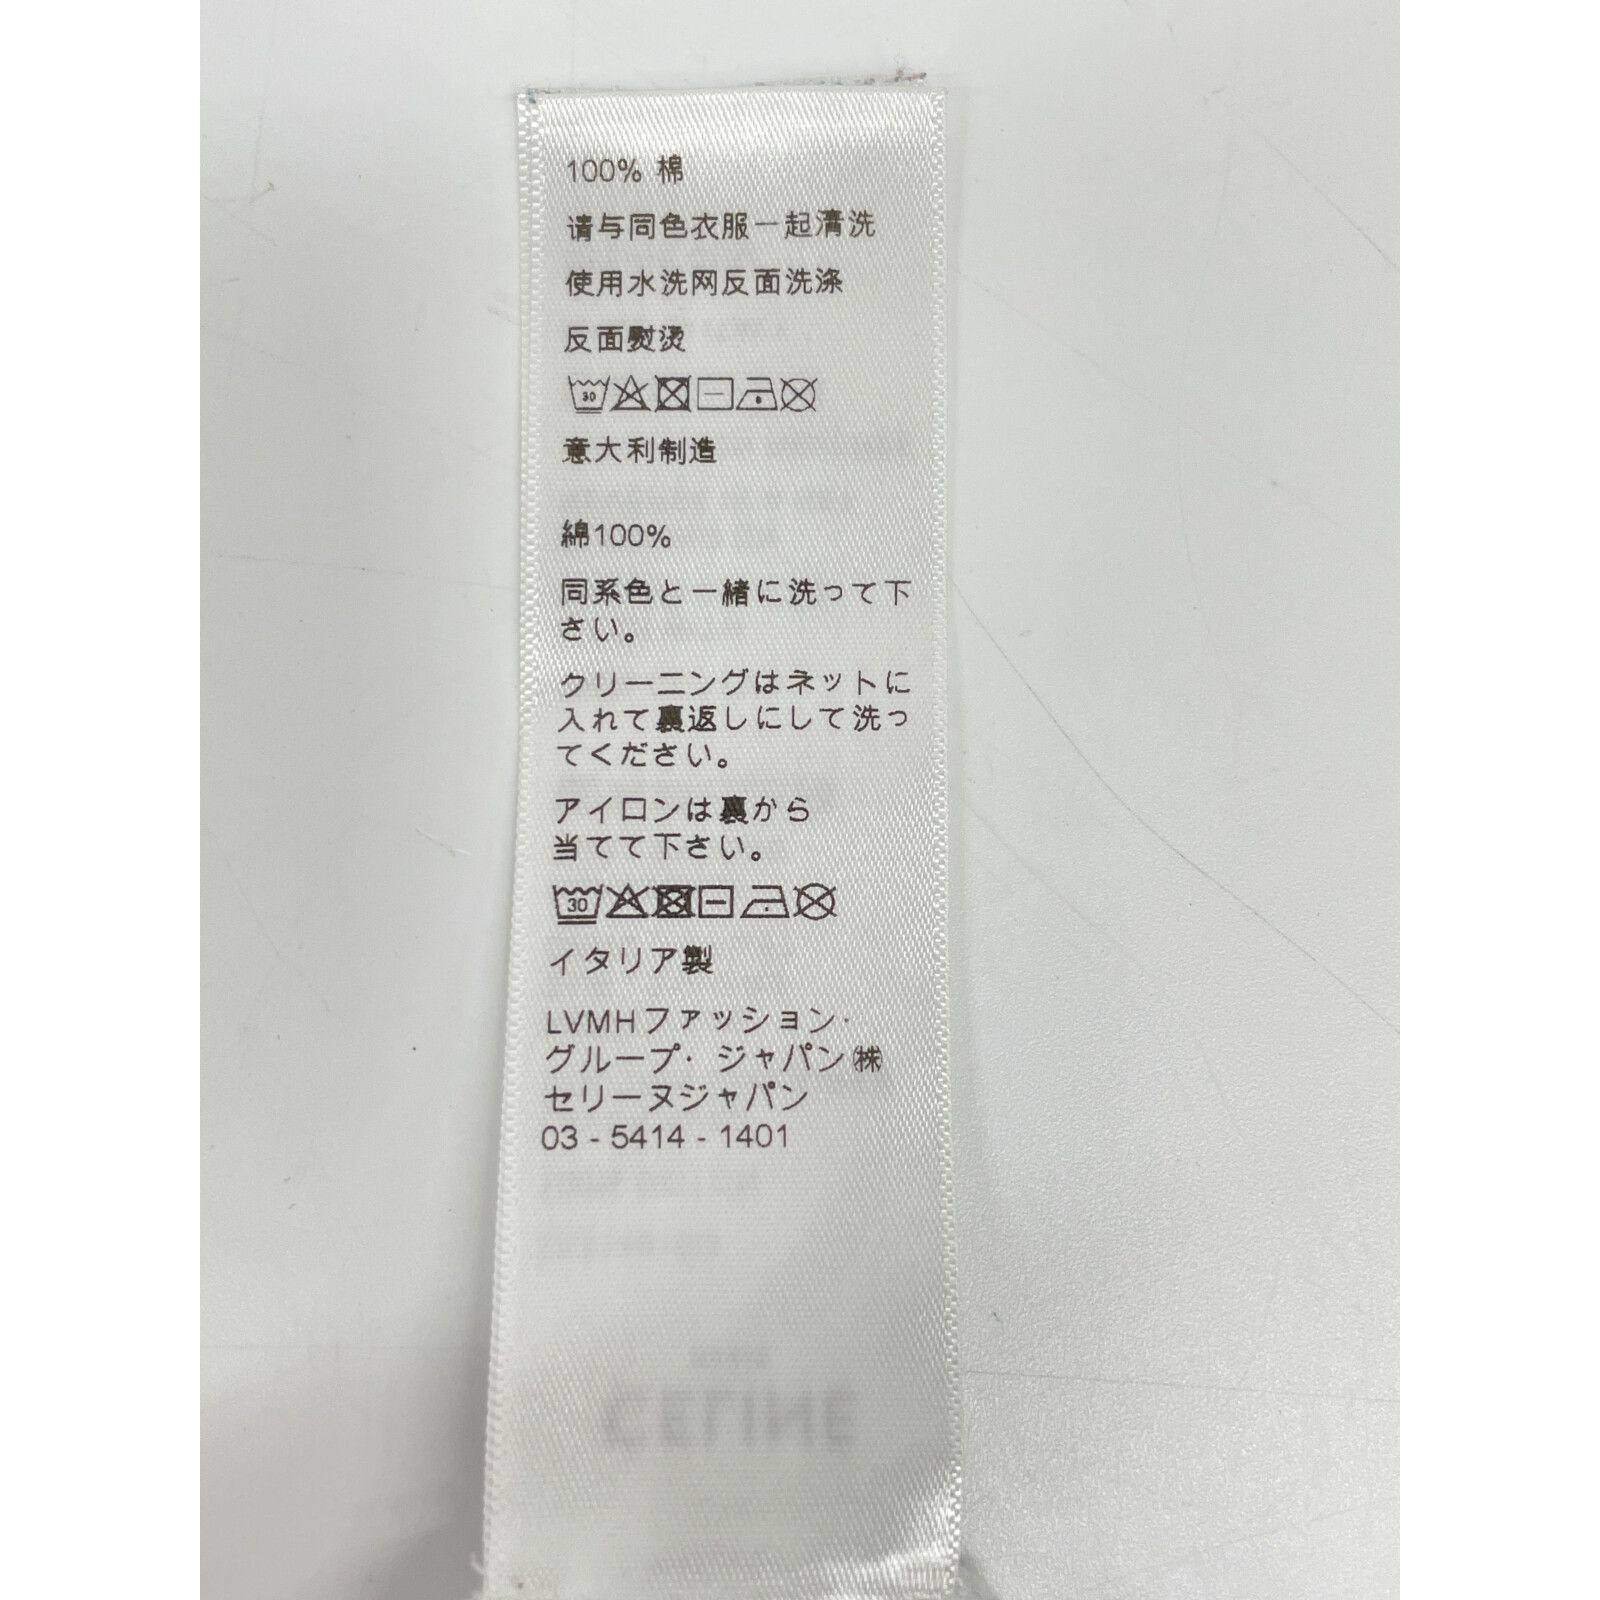 100% 棉
请与同色衣服一起清洗
使用水洗网反面洗涤
反面熨烫
30
意大利制造
綿100%
同系色と一緒に洗って下
さい。
クリーニングはネットに
入れて裏返しにして洗っ
てください。
アイロンは裏から
当てて下さい。
30
イタリア製
LVMHファッション・
グループ・ジャパン㈱
セリーヌジャパン
03 - 5414 - 1401
CELINE